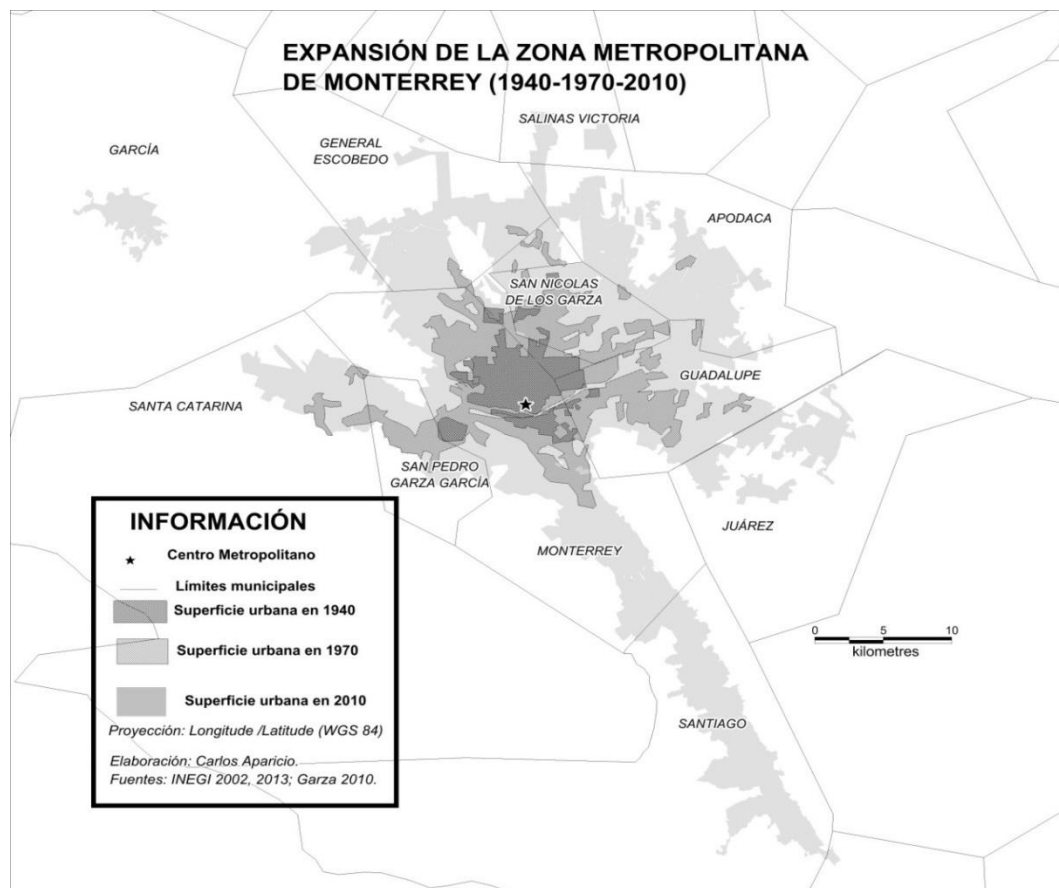 EXPANSIÓN DE LA ZONA METROPOLITANA
DE MONTERREY (1940-1970-2010)
SALINAS VICTORIA
GENERAL
ESCOBEDO
GARCÍA
APODACA
SAN NICOLAS
DE LOS GARZA
GUADALUPE
SANTA CATARINA
SAN PEDRO
GARZA GARCÍA
JUÁREZ
MONTERREY
SANTIAGO
INFORMACIÓN
Centro Metropolitano
Límites municipales
Superficie urbana en 1940
Superficie urbana en 1970
Superficie urbana en 2010
Proyección: Longitude /Latitude (WGS 84)
Elaboración: Carlos Aparicio.
Fuentes: INEGI 2002, 2013; Garza 2010.
0 5 10
kilometres